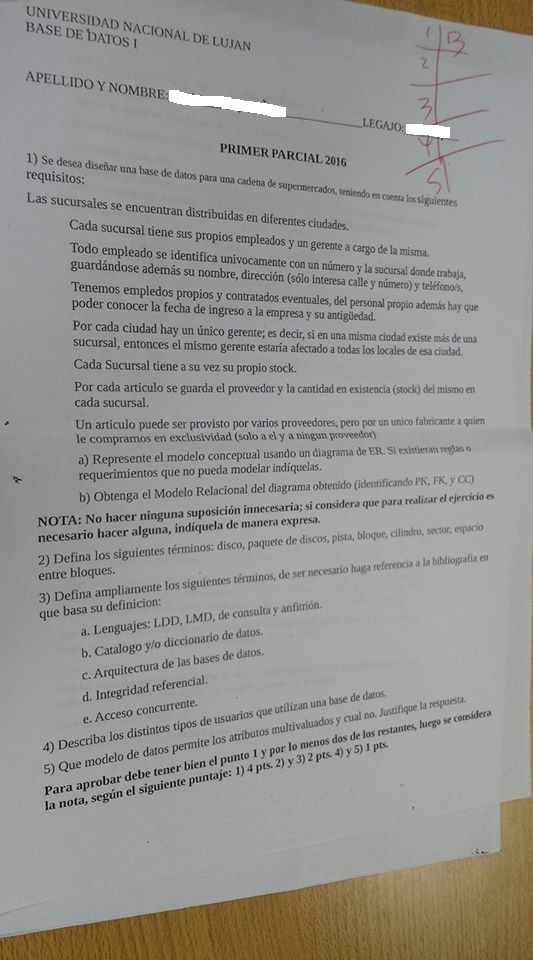 UNIVERSIDAD NACIONAL DE LUJAN
BASE DE DATOS I
1 B
2
3
4
5
APELLIDO Y NOMBRE:
LEGAJO:
PRIMER PARCIAL 2016
1) Se desea diseñar una base de datos para una cadena de supermercados, teniendo en cuenta los siguientes
requisitos:
Las sucursales se encuentran distribuidas en diferentes ciudades.
Cada sucursal tiene sus propios empleados y un gerente a cargo de la misma.
Todo empleado se identifica univocamente con un número y la sucursal donde trabaja,
guardándose además su nombre, dirección (sólo interesa calle y número) y teléfono/s,
Tenemos empledos propios y contratados eventuales, del personal propio además hay que
poder conocer la fecha de ingreso a la empresa y su antigüedad.
Por cada ciudad hay un único gerente; es decir, si en una misma ciudad existe más de una
sucursal, entonces el mismo gerente estaría afectado a todas los locales de esa ciudad.
Cada Sucursal tiene a su vez su propio stock.
Por cada articulo se guarda el proveedor y la cantidad en existencia (stock) del mismo en
cada sucursal.
Un articulo puede ser provisto por varios proveedores, pero por un unico fabricante a quien
le compramos en exclusividad (solo a el y a ningun proveedor)
a) Represente el modelo conceptual usando un diagrama de ER. Si existieran reglas o
requerimientos que no pueda modelar indíquelas.
b) Obtenga el Modelo Relacional del diagrama obtenido (identificando PK, FK, y CC)
NOTA: No hacer ninguna suposición innecesaria; si considera que para realizar el ejercicio es
necesario hacer alguna, indíquela de manera expresa.
2) Defina los siguientes términos: disco, paquete de discos, pista, bloque, cilindro, sector, espacio
entre bloques.
3) Defina ampliamente los siguientes términos, de ser necesario haga referencia a la bibliografía en
que basa su definicion:
a. Lenguajes: LDD, LMD, de consulta y anfitrión.
b. Catalogo y/o diccionario de datos.
c. Arquitectura de las bases de datos.
d. Integridad referencial.
e. Acceso concurrente.
4) Describa los distintos tipos de usuarios que utilizan una base de datos.
5) Que modelo de datos permite los atributos multivaluados y cual no. Justifique la respuesta.
Para aprobar debe tener bien el punto 1 y por lo menos dos de los restantes, luego se considera
la nota, según el siguiente puntaje: 1) 4 pts. 2) y 3) 2 pts. 4) y 5) 1 pts.